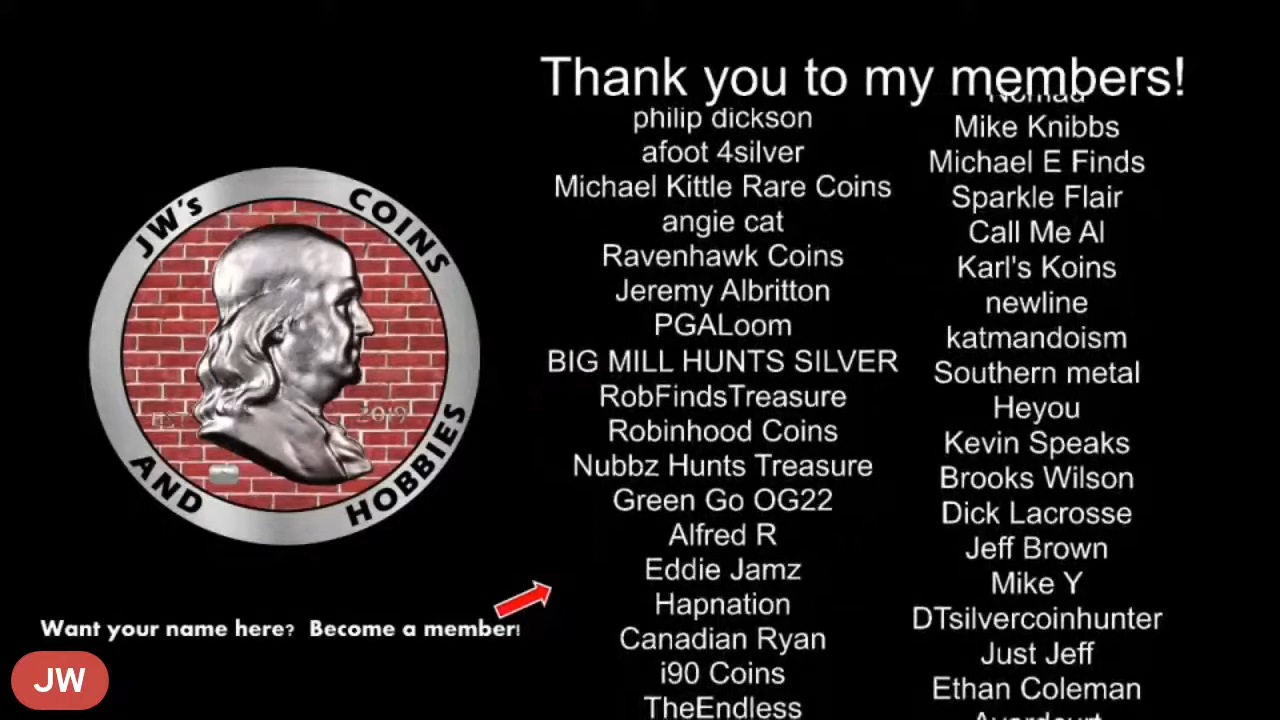 Thank you to my members!
philip dickson
afoot 4silver
Michael Kittle Rare Coins
angie cat
Ravenhawk Coins
Jeremy Albritton
PGALoom
BIG MILL HUNTS SILVER
RobFindsTreasure
Robinhood Coins
Nubbz Hunts Treasure
Green Go OG22
Alfred R
Eddie Jamz
Hapnation
Canadian Ryan
i90 Coins
TheEndless
Nomad
Mike Knibbs
Michael E Finds
Sparkle Flair
Call Me Al
Karl's Koins
newline
katmandoism
Southern metal
Heyou
Kevin Speaks
Brooks Wilson
Dick Lacrosse
Jeff Brown
Mike Y
DTsilvercoinhunter
Just Jeff
Ethan Coleman
JW's COINS
AND HOBBIES
EST 2019
Want your name here? Become a member!
JW